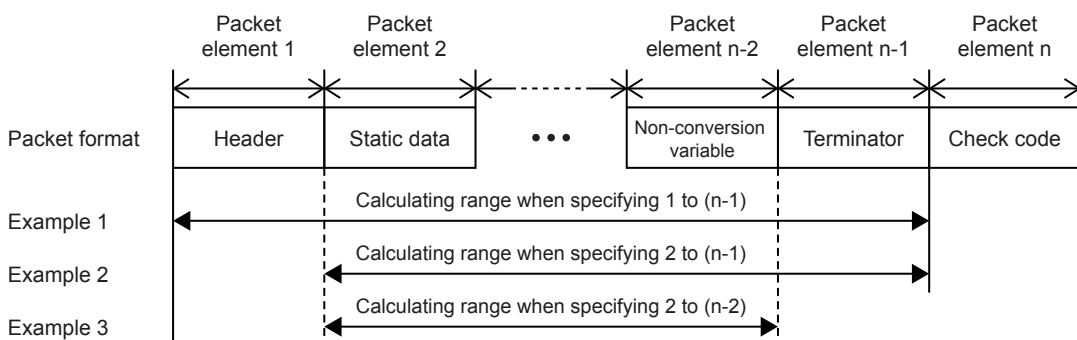 Packet element 1
Packet element 2
Packet element n-2
Packet element n-1
Packet element n
Packet format
Header
Static data
•••
Non-conversion variable
Terminator
Check code
Example 1
Calculating range when specifying 1 to (n-1)
Example 2
Calculating range when specifying 2 to (n-1)
Example 3
Calculating range when specifying 2 to (n-2)